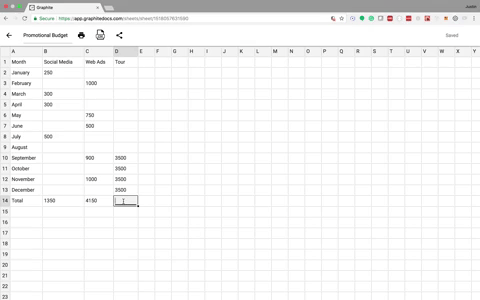 Graphite
Justin
Secure https://app.graphitedocs.com/sheets/sheet/1518057631590
Promotional Budget
Saved
A B C D E F G H I J K L M N O P Q R S T U V W X Y
1 Month Social Media Web Ads Tour
2 January 250
3 February 1000
4 March 300
5 April 300
6 May 750
7 June 500
8 July 500
9 August
10 September 900 3500
11 October 3500
12 November 1000 3500
13 December 3500
14 Total 1350 4150
15
16
17
18
19
20
21
22
23